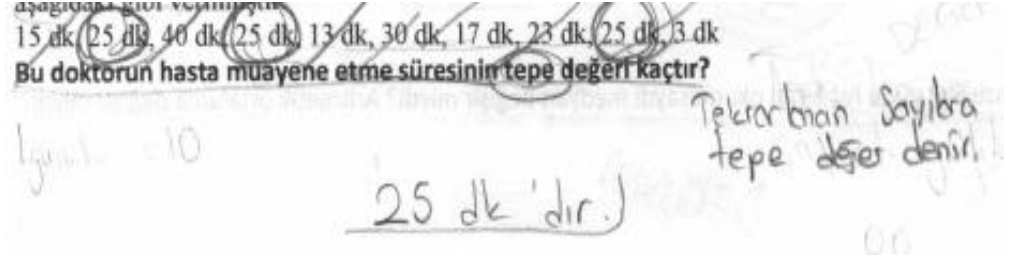 aşağıdaki gibi verilmiştir.
15 dk, 25 dk, 40 dk, 25 dk, 13 dk, 30 dk, 17 dk, 23 dk, 25 dk, 3 dk
Bu doktorun hasta muayene etme süresinin tepe değeri kaçtır?
Tekrarlanan Sayılara
tepe değer denir.
= 10
25 dk 'dır.